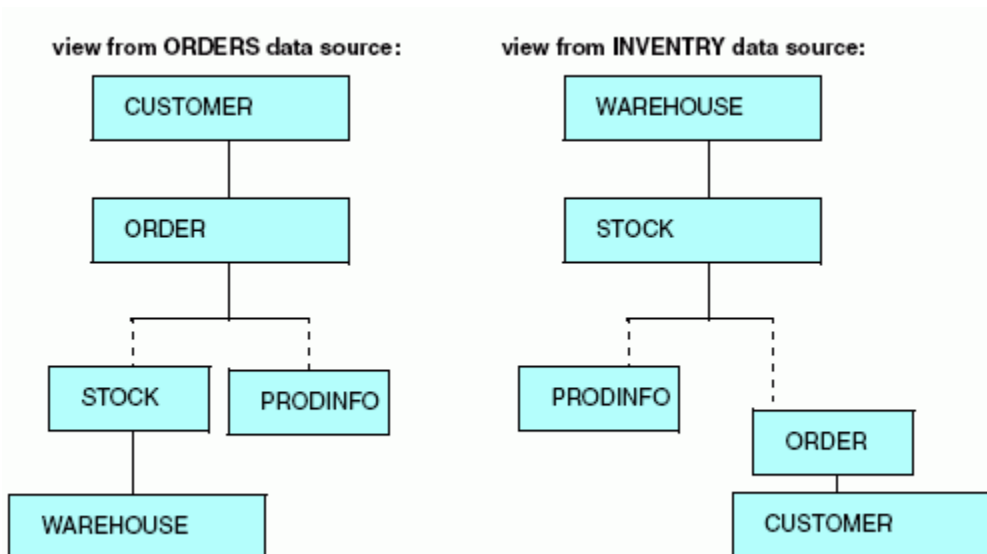 view from ORDERS data source:
CUSTOMER
ORDER
STOCK
PRODINFO
WAREHOUSE
view from INVENTRY data source:
WAREHOUSE
STOCK
PRODINFO
ORDER
CUSTOMER